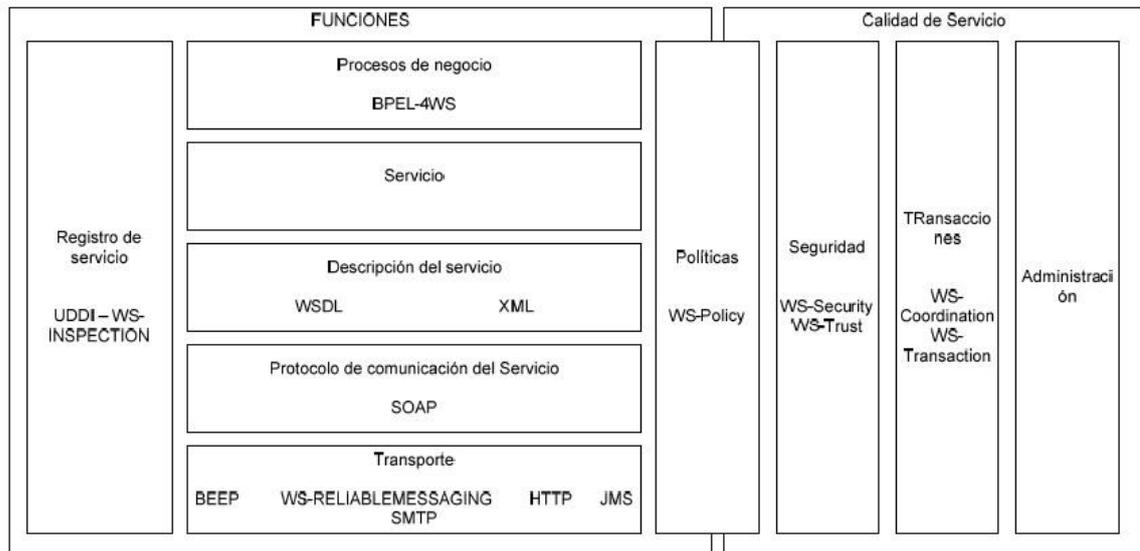 FUNCIONES
Calidad de Servicio
Registro de
servicio
UDDI – WS-
INSPECTION
Procesos de negocio
BPEL-4WS
Servicio
Descripción del servicio
WSDL XML
Protocolo de comunicación del Servicio
SOAP
Transporte
BEEP WS-RELIABLEMESSAGING HTTP JMS
SMTP
Políticas
WS-Policy
Seguridad
WS-Security
WS-Trust
TRansaccio
nes
WS-
Coordination
WS-
Transaction
Administraci
ón